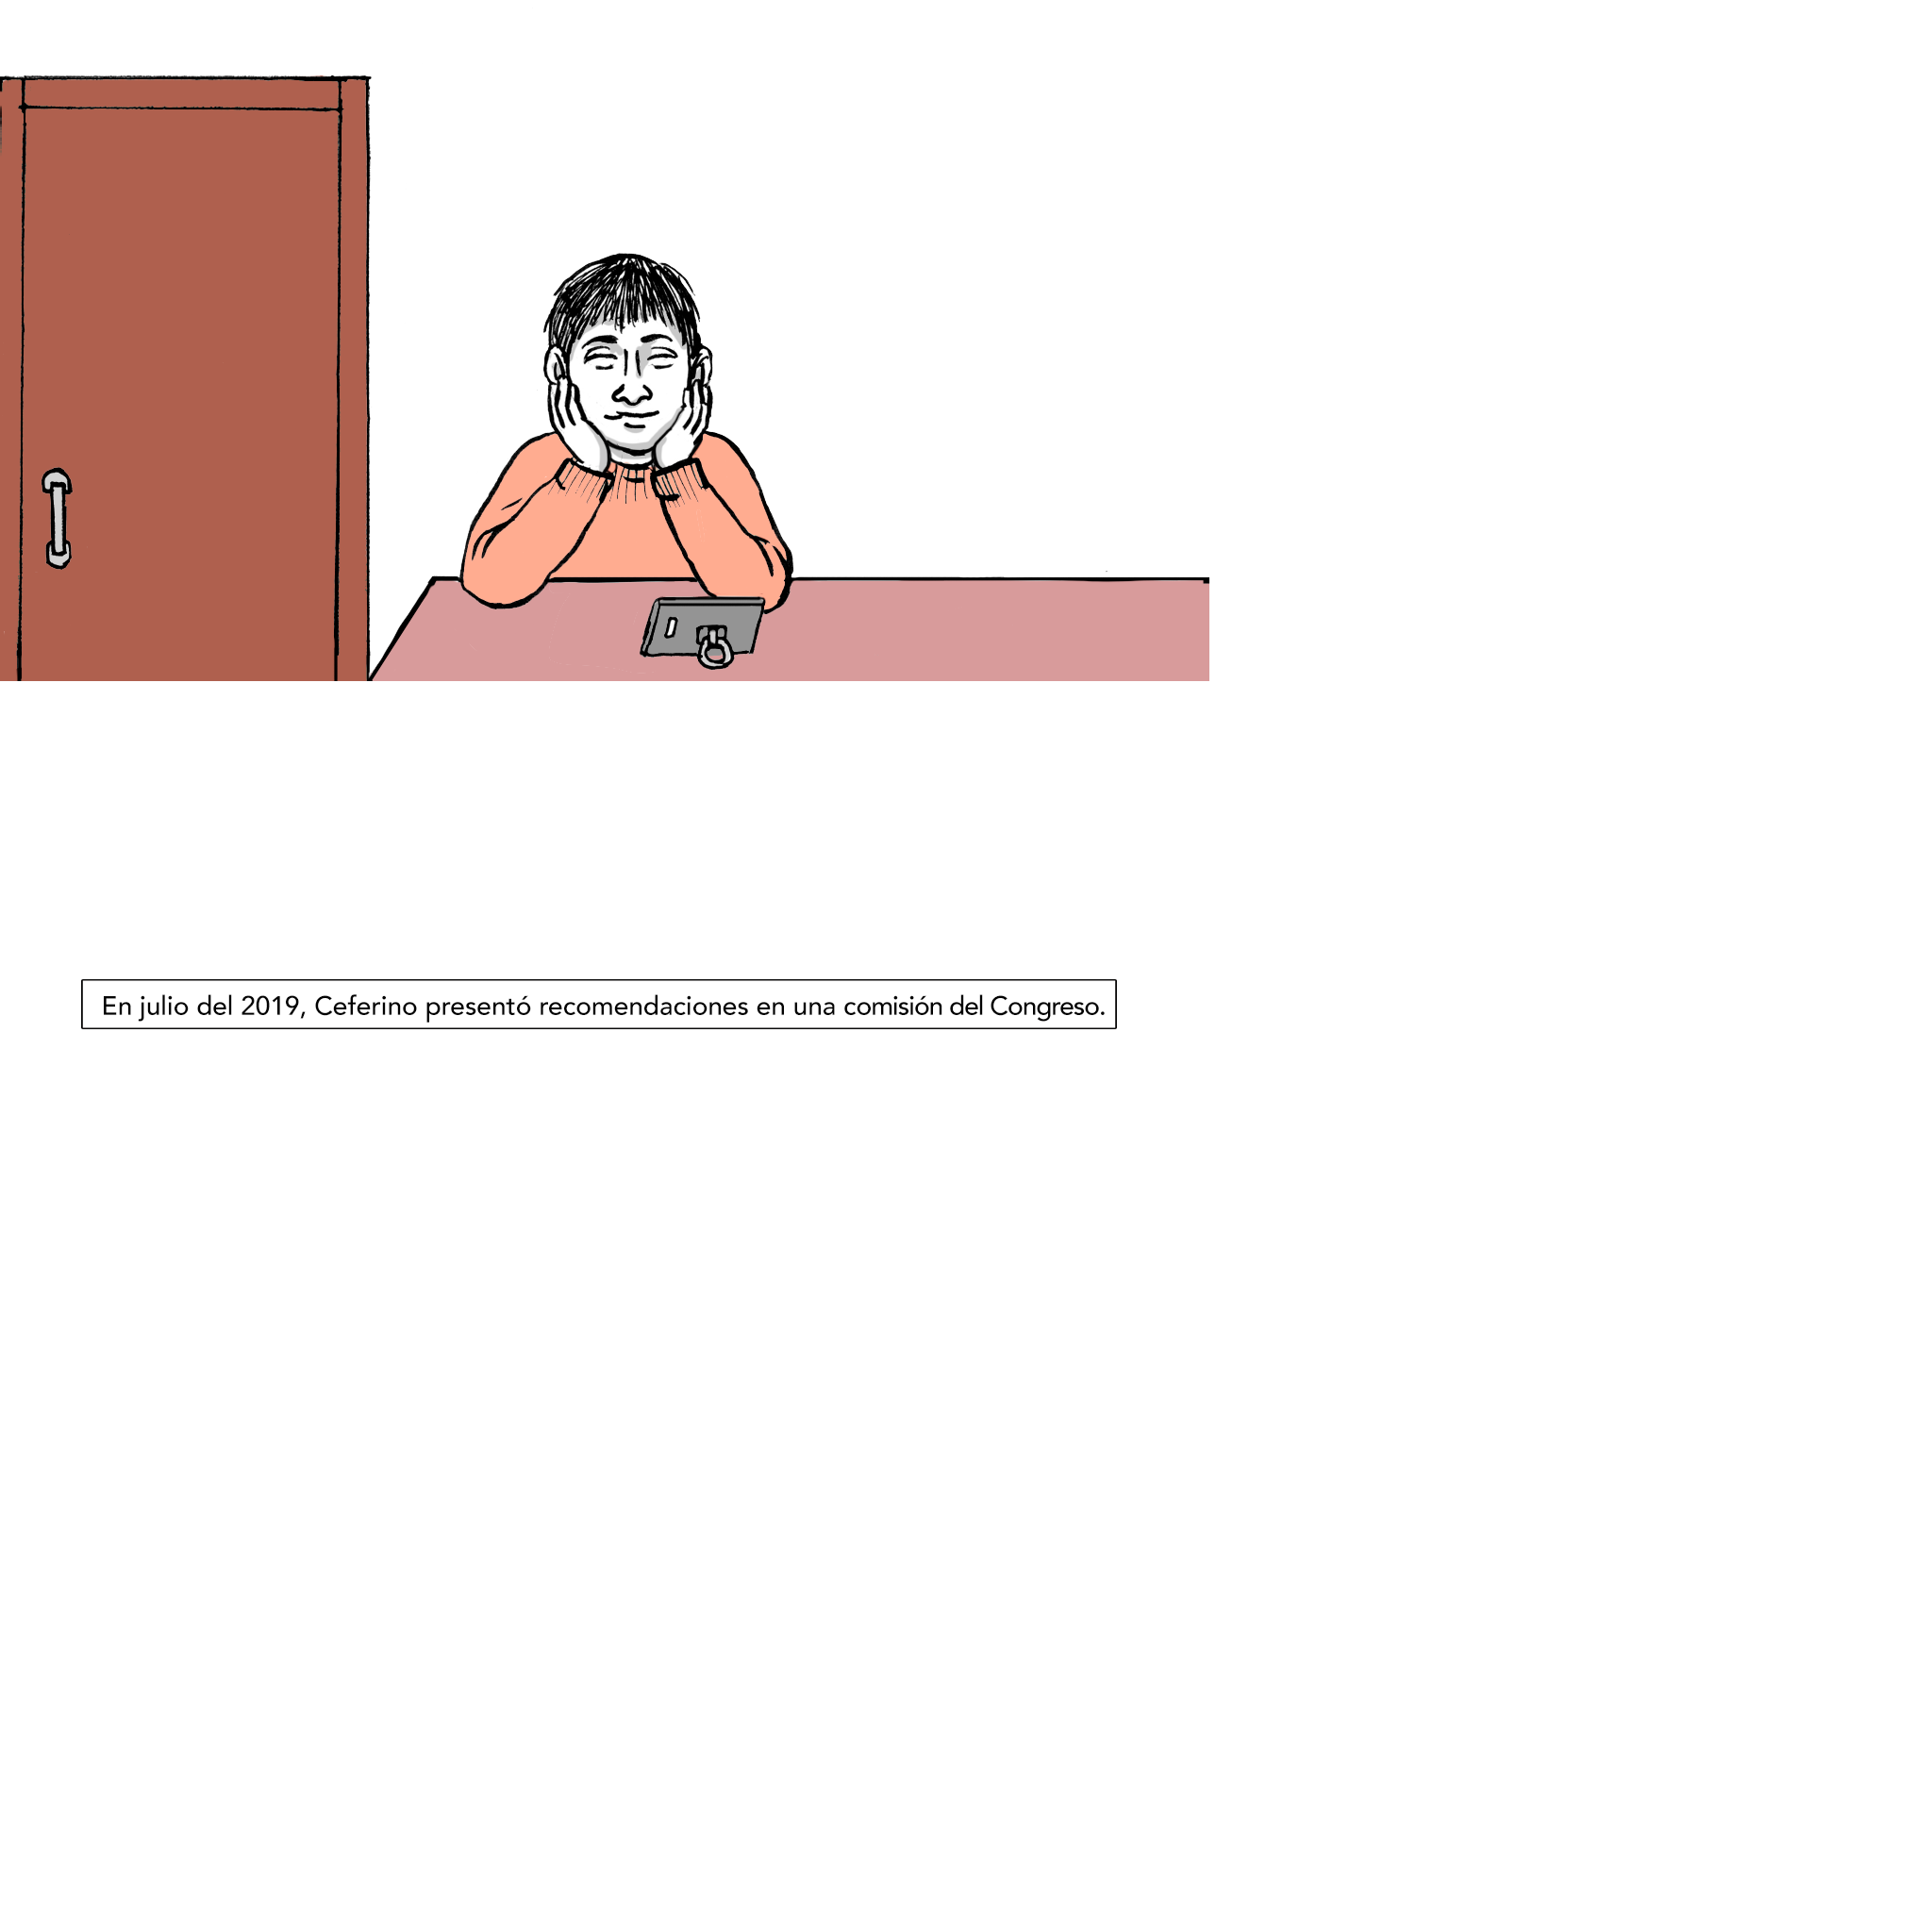 En julio del 2019, Ceferino presentó recomendaciones en una comisión del Congreso.